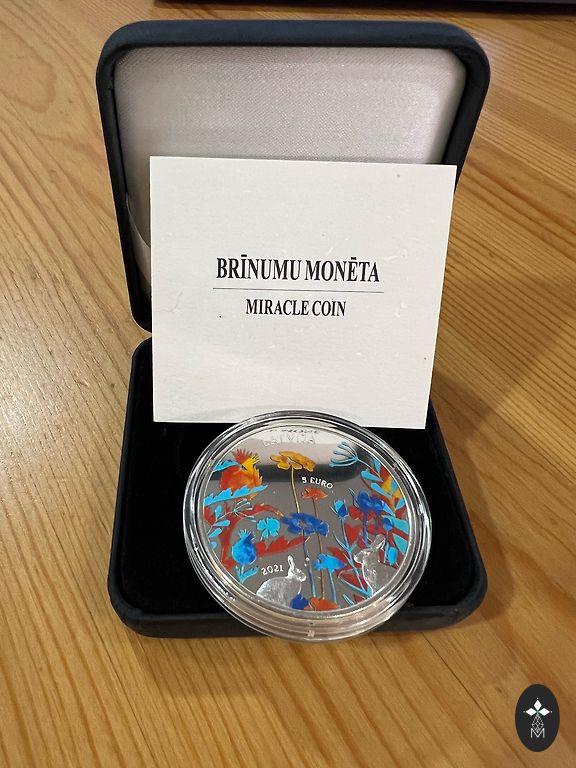 BRĪNUMU MONĒTA
MIRACLE COIN
LATVIJA
5 EURO
2021
M